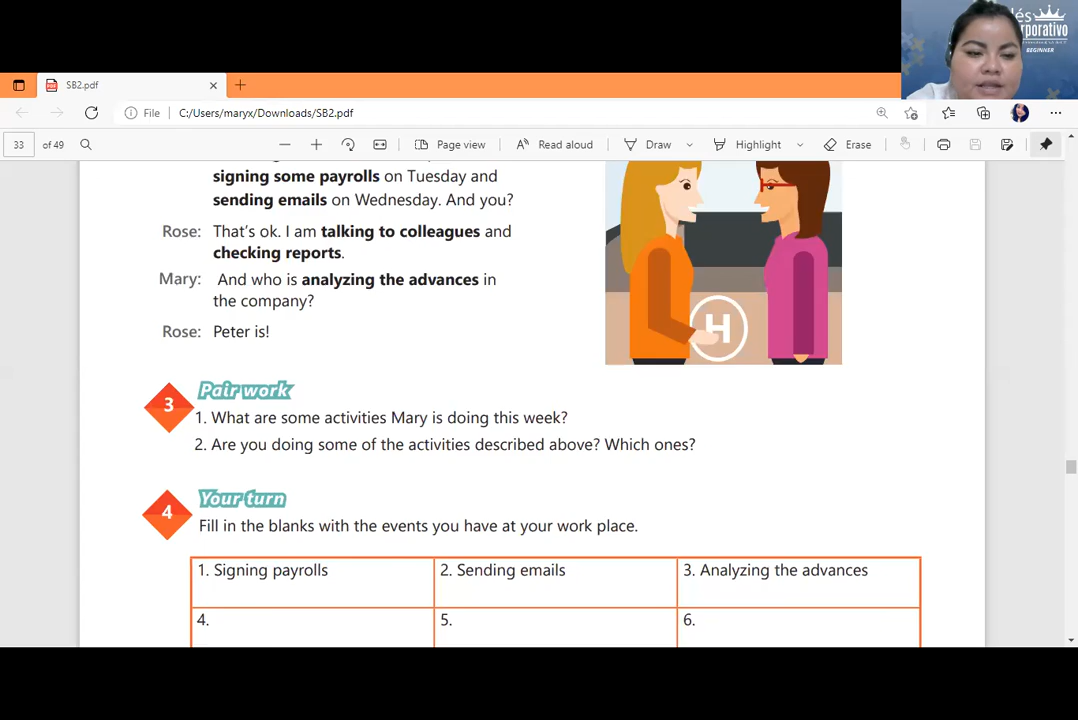 és
rporativo
BEGINNER
SB2.pdf
File C:/Users/maryx/Downloads/SB2.pdf
33 of 49 Page view Read aloud Draw Highlight Erase
signing some payrolls on Tuesday and
sending emails on Wednesday. And you?
Rose: That's ok. I am talking to colleagues and
checking reports.
Mary: And who is analyzing the advances in
the company?
Rose: Peter is!
H
3 Pair work
1. What are some activities Mary is doing this week?
2. Are you doing some of the activities described above? Which ones?
4 Your turn
Fill in the blanks with the events you have at your work place.
1. Signing payrolls 2. Sending emails 3. Analyzing the advances
4. 5. 6.